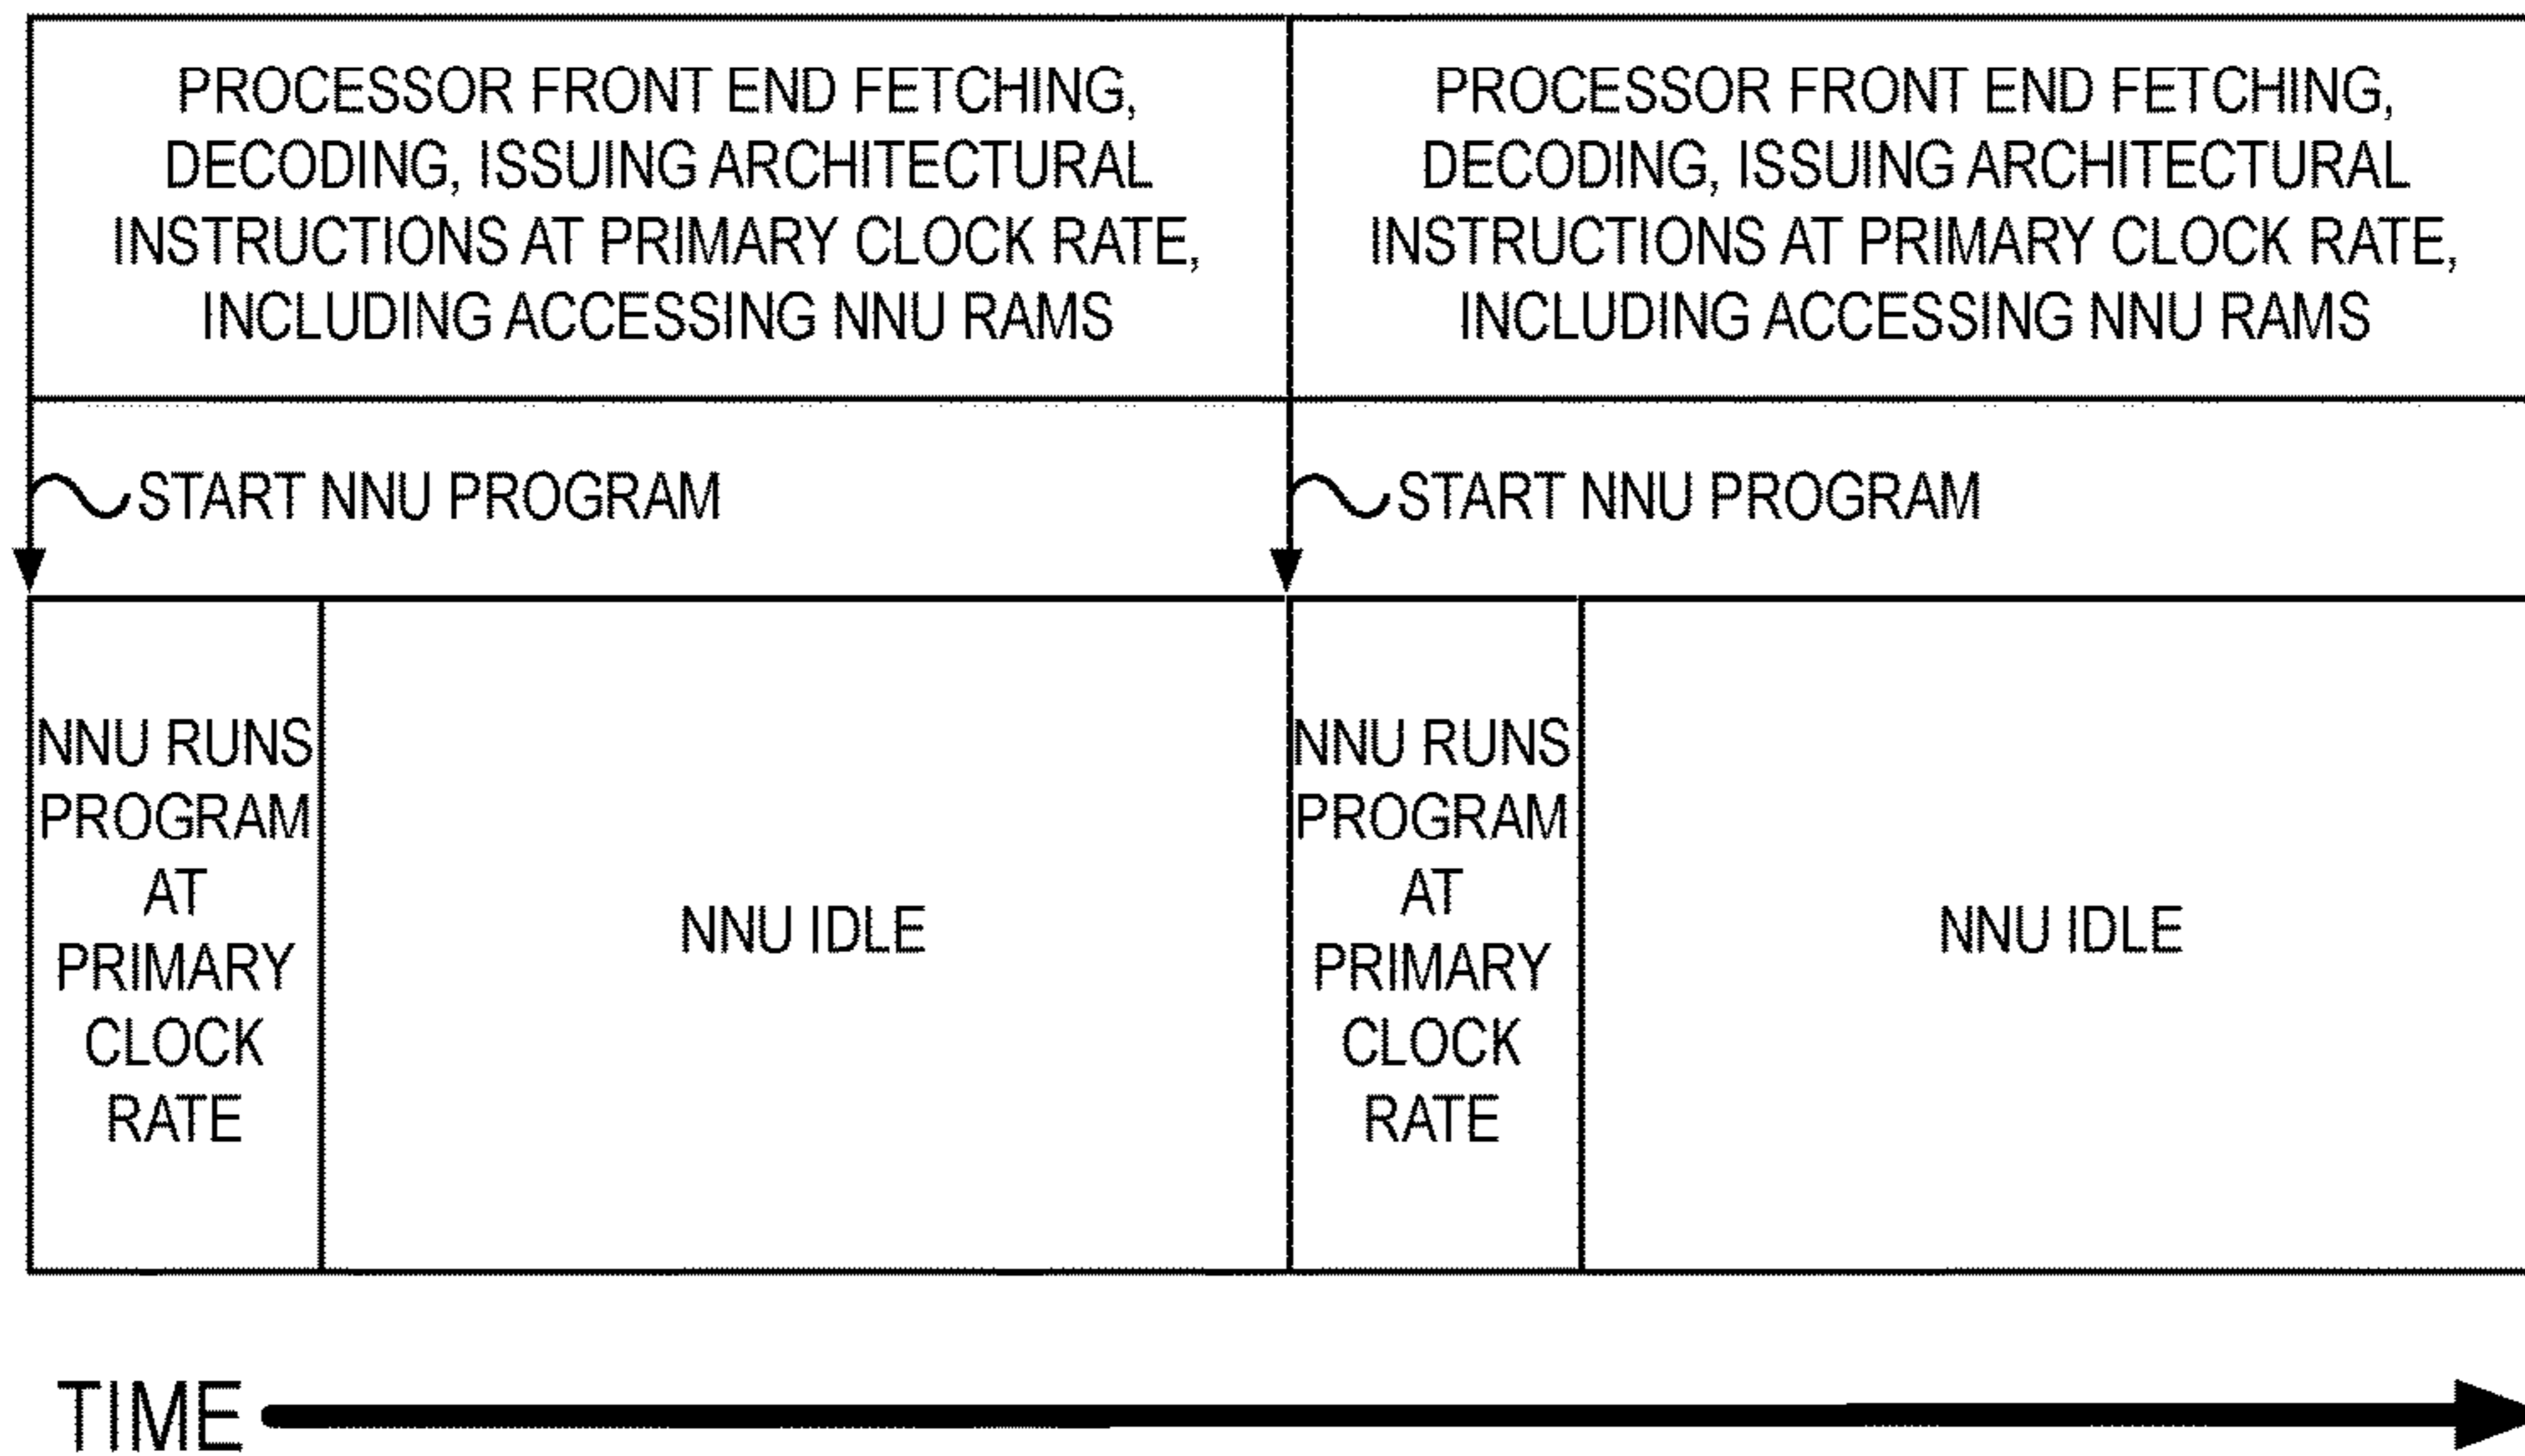 PROCESSOR FRONT END FETCHING,
DECODING, ISSUING ARCHITECTURAL
INSTRUCTIONS AT PRIMARY CLOCK RATE,
INCLUDING ACCESSING NNU RAMS
PROCESSOR FRONT END FETCHING,
DECODING, ISSUING ARCHITECTURAL
INSTRUCTIONS AT PRIMARY CLOCK RATE,
INCLUDING ACCESSING NNU RAMS
START NNU PROGRAM
START NNU PROGRAM
NNU RUNS
PROGRAM
AT
PRIMARY
CLOCK
RATE
NNU IDLE
NNU RUNS
PROGRAM
AT
PRIMARY
CLOCK
RATE
NNU IDLE
TIME